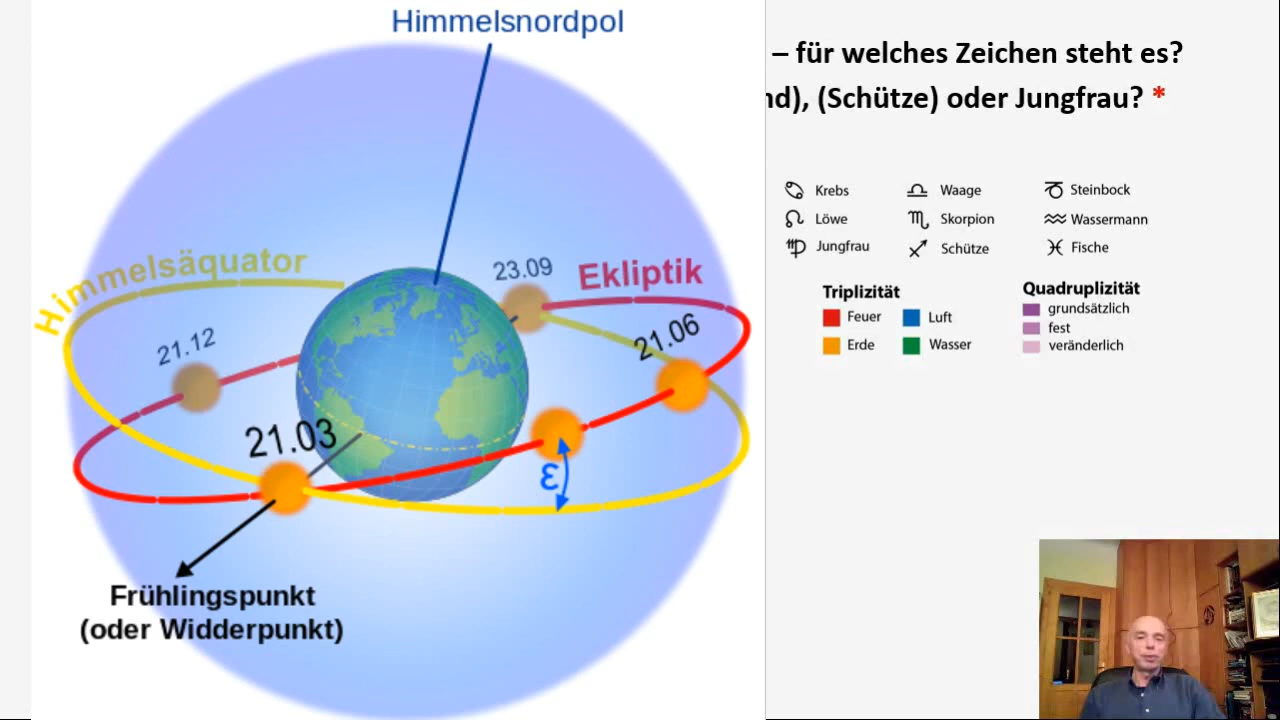 Himmelsnordpol
– für welches Zeichen steht es?
(Schütze) oder Jungfrau? *
Himmelsäquator
23.09
Ekliptik
21.06
21.12
21.03
ε
Frühlingspunkt
(oder Widderpunkt)
Krebs Waage Steinbock
Löwe Skorpion Wassermann
Jungfrau Schütze Fische
Triplizität
Feuer Luft
Erde Wasser
Quadruplizität
grundsätzlich
fest
veränderlich